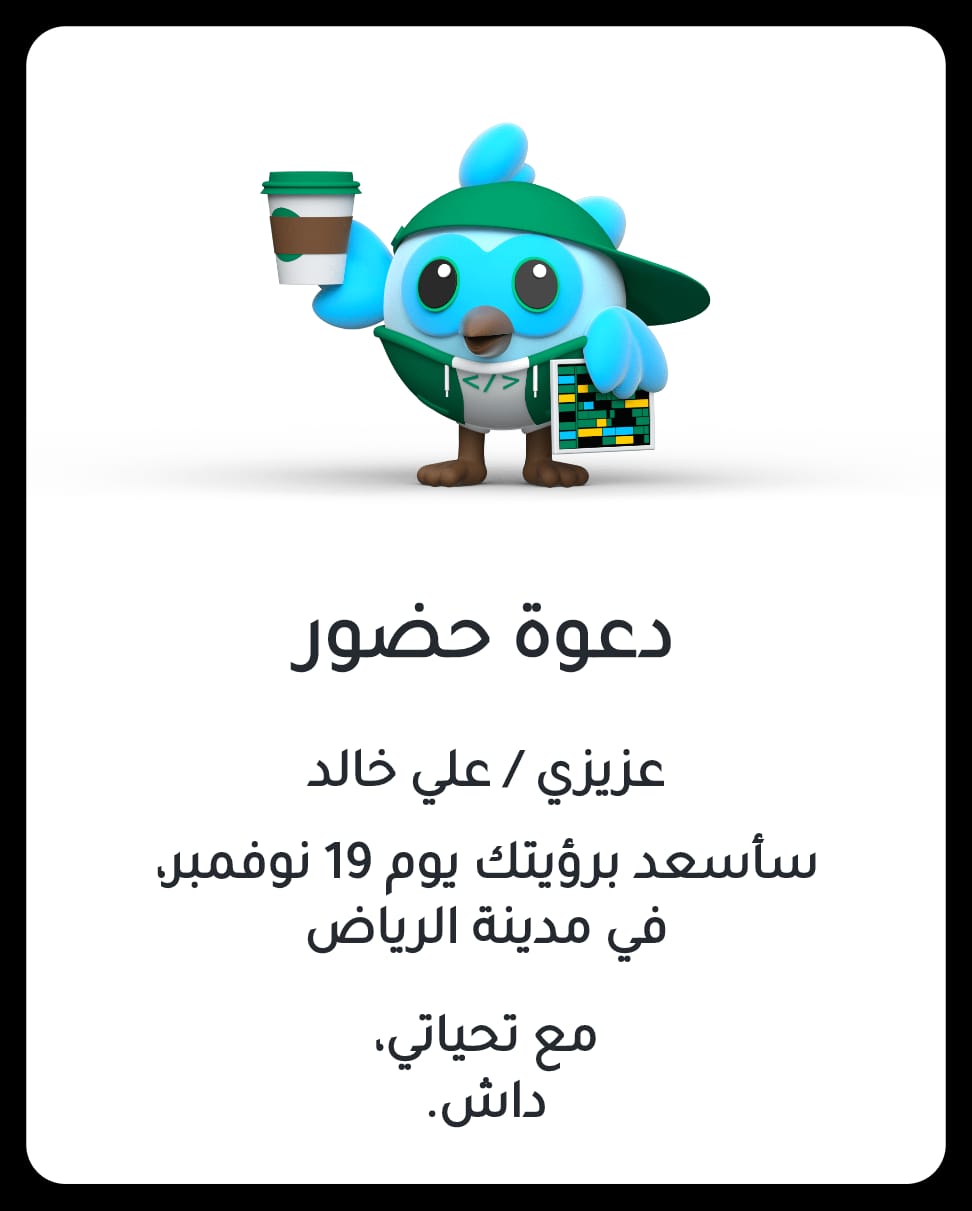 </>
دعوة حضور
عزيزي / علي خالد
سأسعد برؤيتك يوم 19 نوفمبر،
في مدينة الرياض
مع تحياتي،
داش.